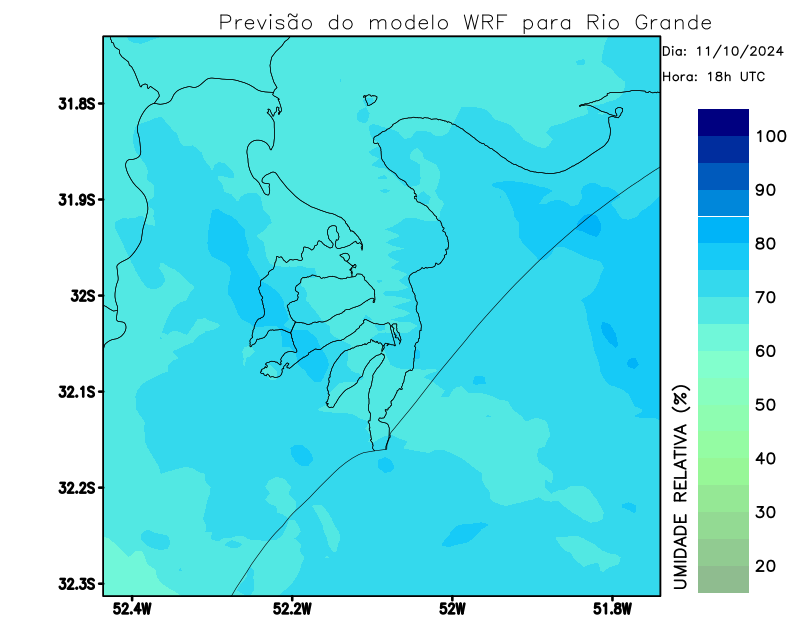 Previsão do modelo WRF para Rio Grande
Dia: 11/10/2024
Hora: 18h UTC
31.8S
31.9S
32S
32.1S
32.2S
32.3S
52.4W
52.2W
52W
51.8W
100
90
80
70
60
50
40
30
20
UMIDADE RELATIVA (%)